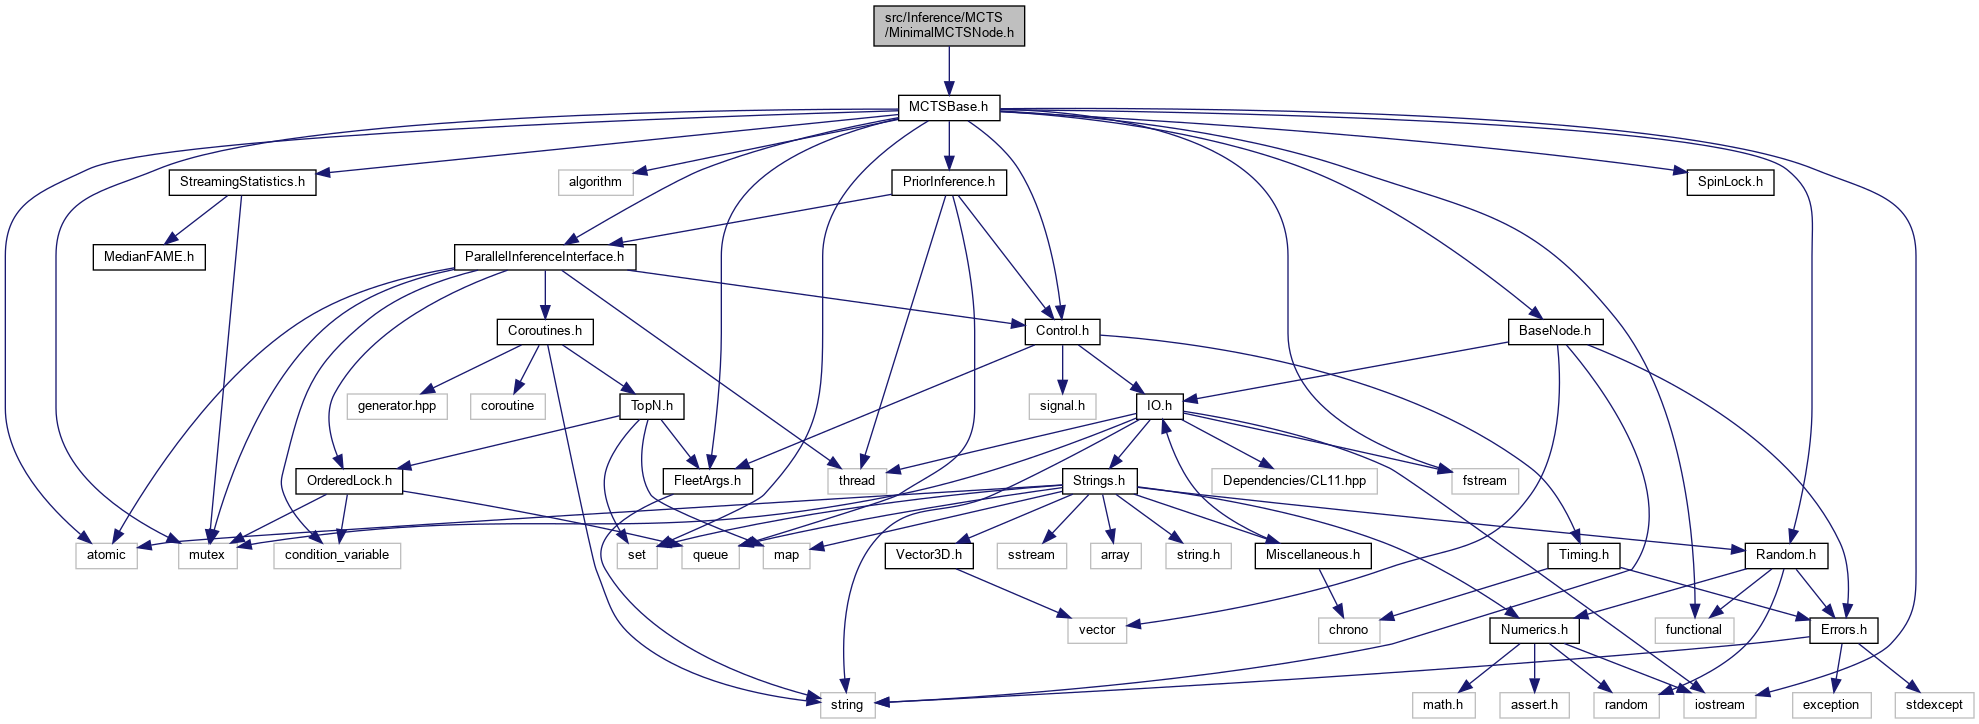 src/Inference/MCTS
/MinimalMCTSNode.h
MCTSBase.h
StreamingStatistics.h
algorithm
PriorInference.h
SpinLock.h
MedianFAME.h
ParallelInferenceInterface.h
Coroutines.h
Control.h
BaseNode.h
generator.hpp
coroutine
TopN.h
signal.h
IO.h
OrderedLock.h
FleetArgs.h
thread
Strings.h
Dependencies/CL11.hpp
fstream
atomic
mutex
condition_variable
set
queue
map
Vector3D.h
sstream
array
string.h
Miscellaneous.h
Timing.h
Random.h
vector
chrono
Numerics.h
functional
Errors.h
string
math.h
assert.h
random
iostream
exception
stdexcept